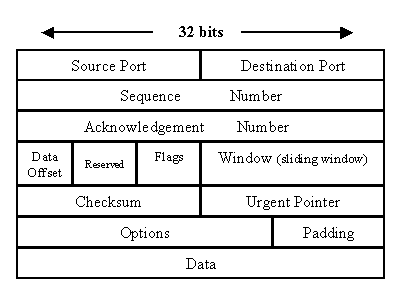 32 bits
Source Port Destination Port
Sequence Number
Acknowledgement Number
Data Offset Reserved Flags Window (sliding window)
Checksum Urgent Pointer
Options Padding
Data